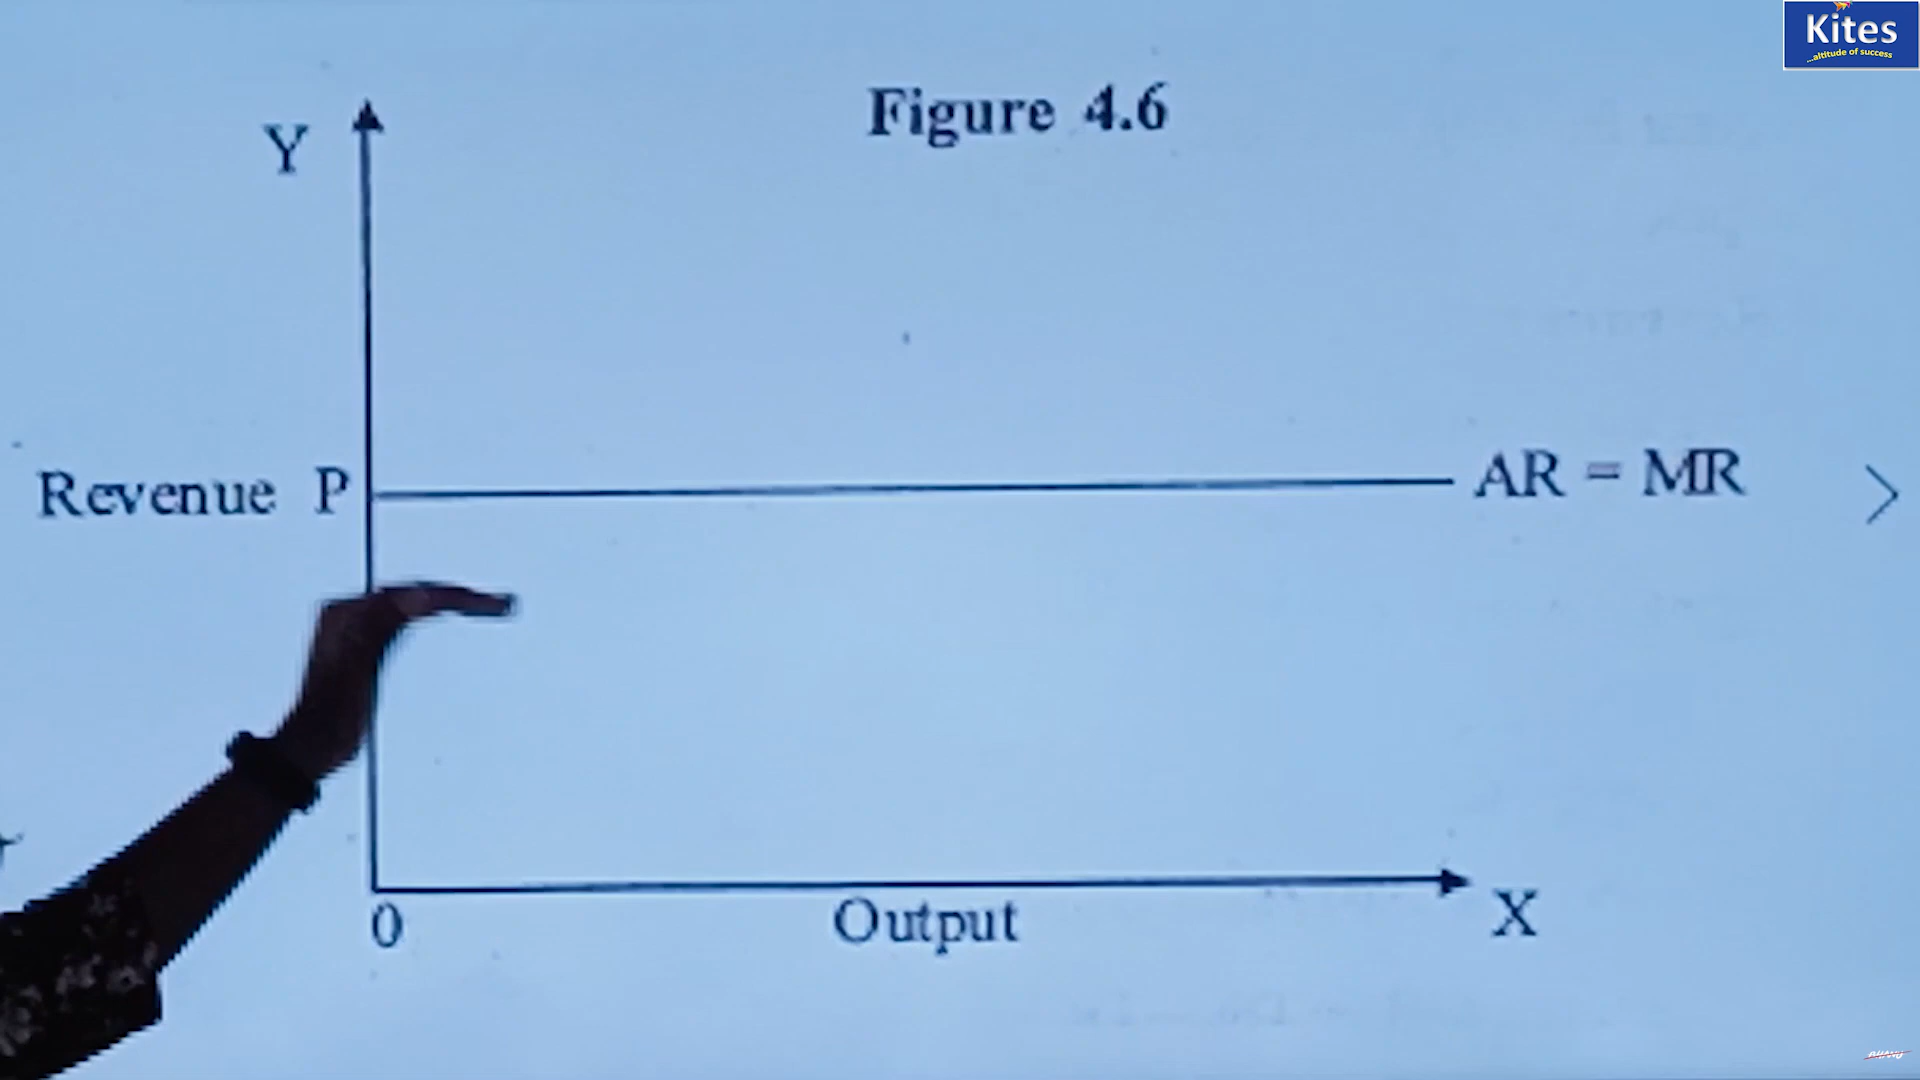 Kites
...altitude of success
Figure 4.6
Y
Revenue P
AR = MR
0
Output
X